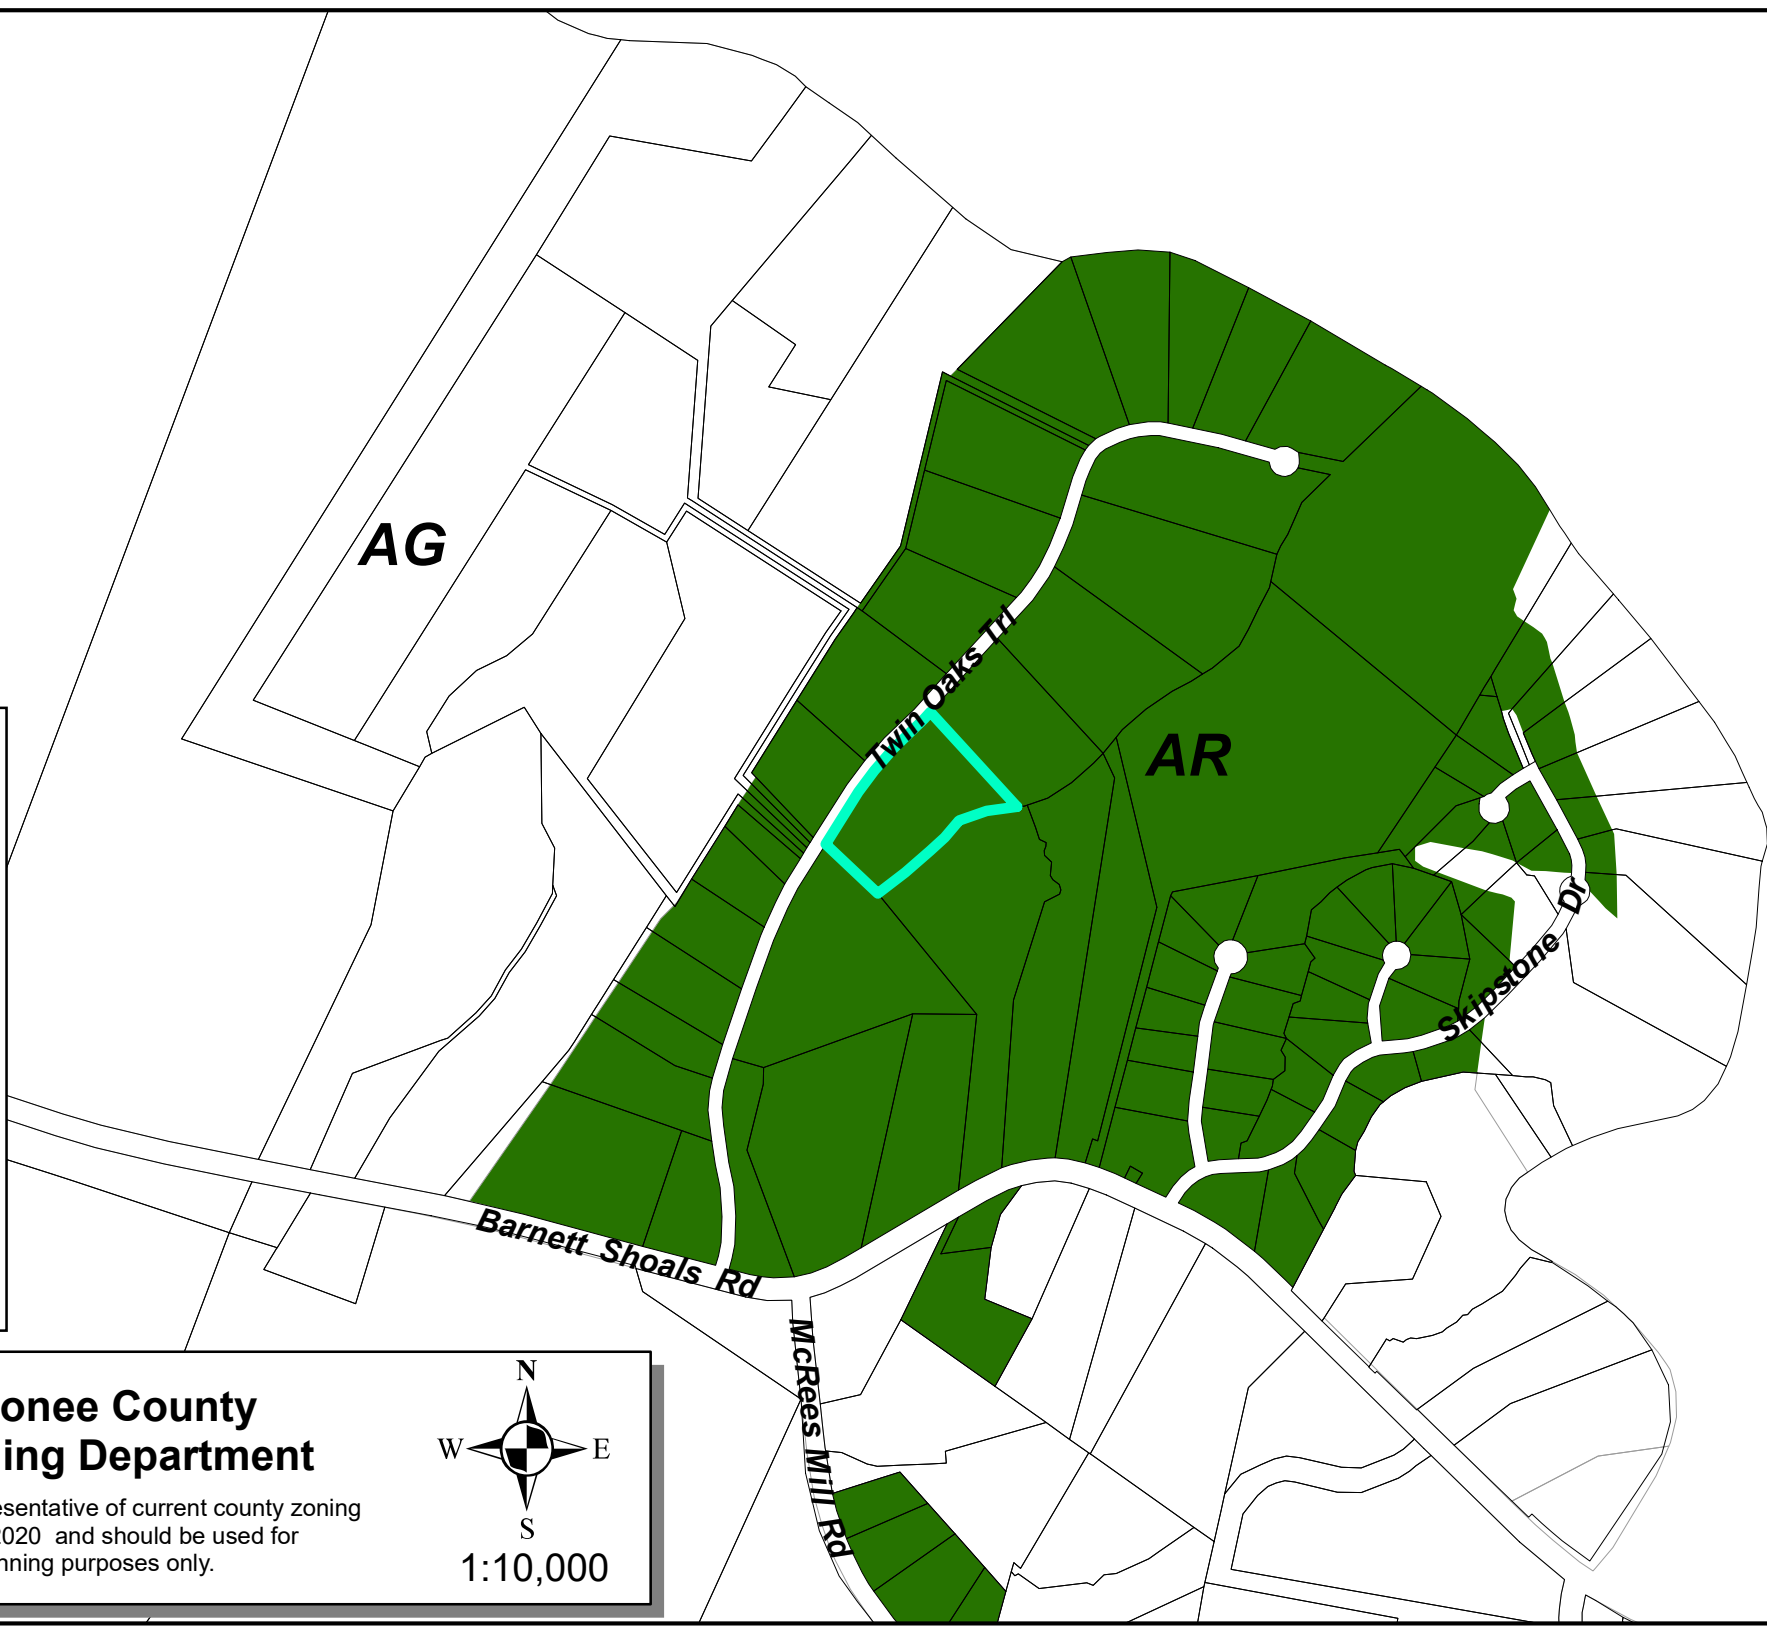 AG
Twin Oaks Trl
AR
Skipstone Dr
Barnett Shoals Rd
McRees Mill Rd
onee County
ing Department
esentative of current county zoning
2020 and should be used for
nning purposes only.
N
W
E
S
1:10,000